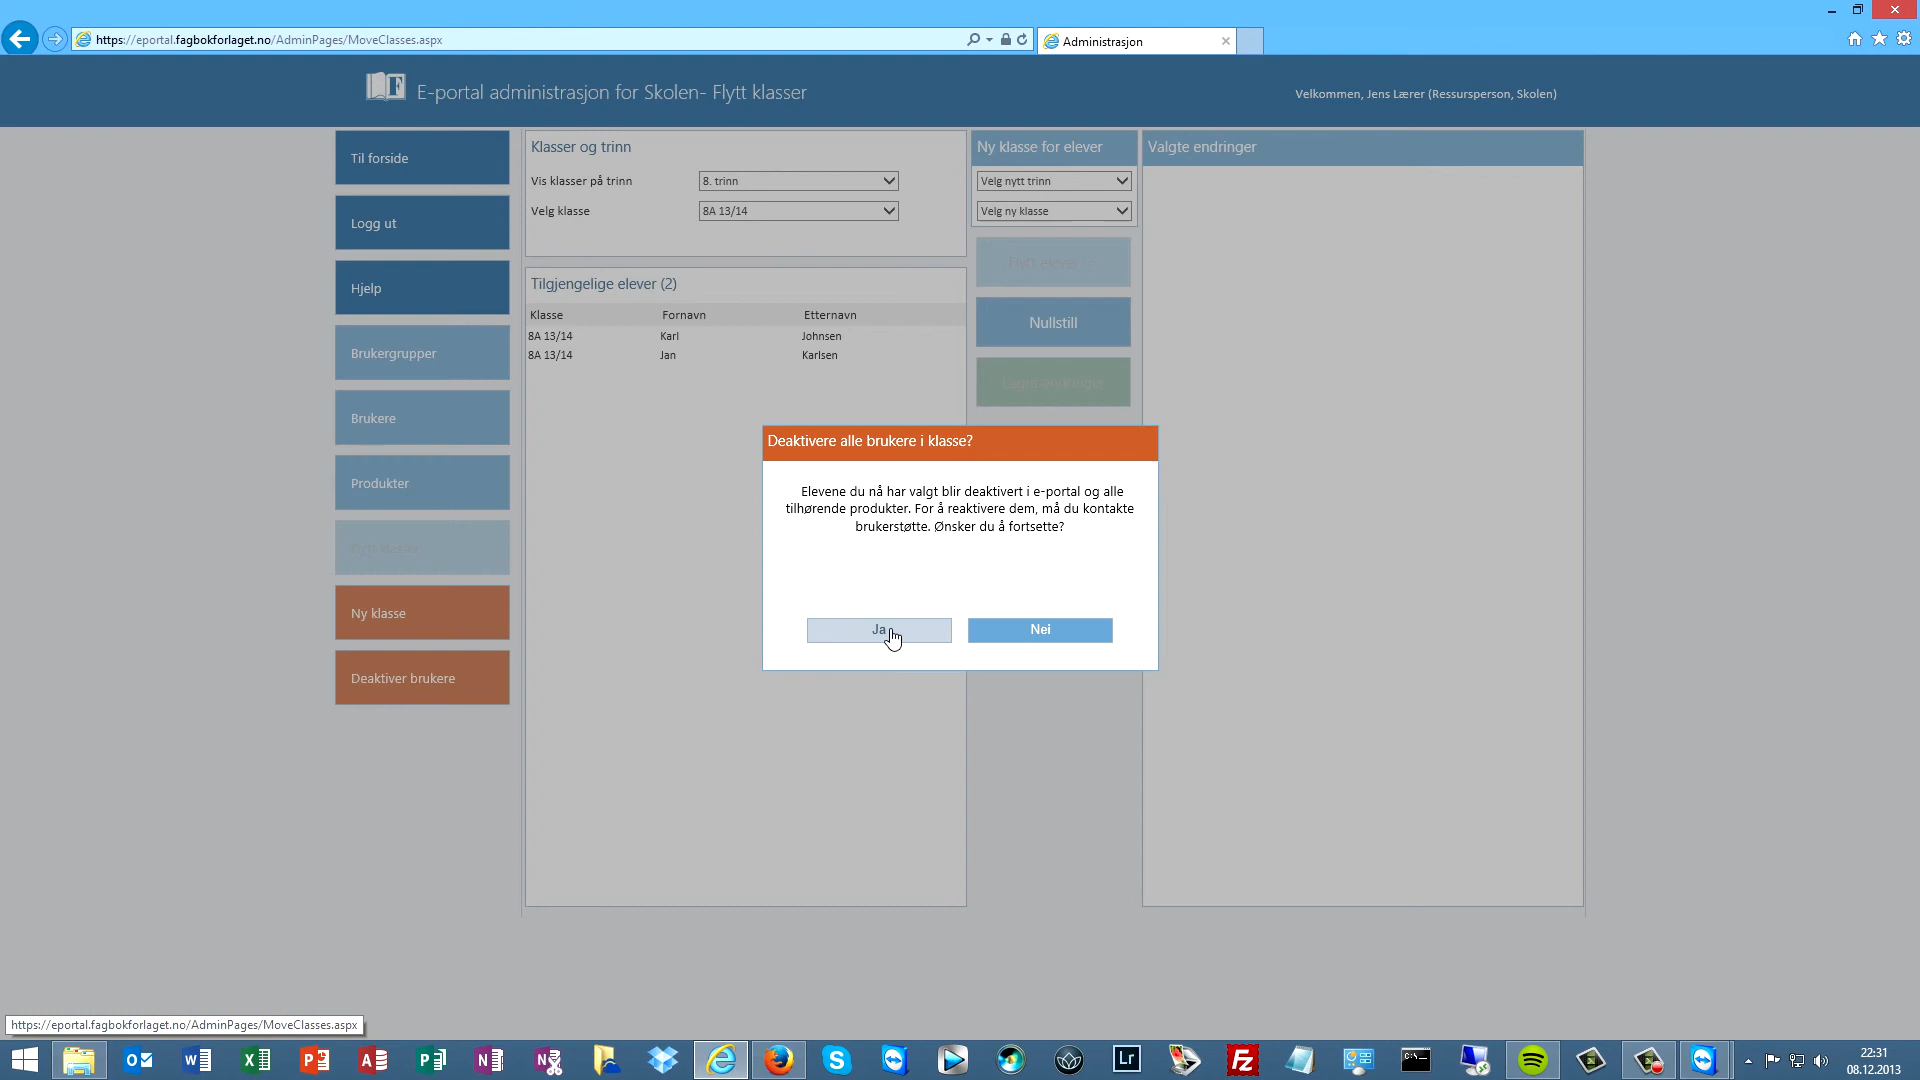 https://eportal.fagbokforlaget.no/AdminPages/MoveClasses.aspx
Administrasjon
E-portal administrasjon for Skolen- Flytt klasser
Velkommen, Jens Lærer (Ressursperson, Skolen)
Til forside
Logg ut
Hjelp
Brukergrupper
Brukere
Produkter
Flytt klasser
Ny klasse
Deaktiver brukere
Klasser og trinn
Vis klasser på trinn
8. trinn
Velg klasse
8A 13/14
Tilgjengelige elever (2)
Klasse Fornavn Etternavn
8A 13/14 Karl Johnsen
8A 13/14 Jan Karlsen
Ny klasse for elever
Velg nytt trinn
Velg ny klasse
Flytt elever
Nullstill
Lagre endringer
Valgte endringer
Deaktivere alle brukere i klasse?
Elevene du nå har valgt blir deaktivert i e-portal og alle
tilhørende produkter. For å reaktivere dem, må du kontakte
brukerstøtte. Ønsker du å fortsette?
Ja
Nei
https://eportal.fagbokforlaget.no/AdminPages/MoveClasses.aspx
22:31
08.12.2013